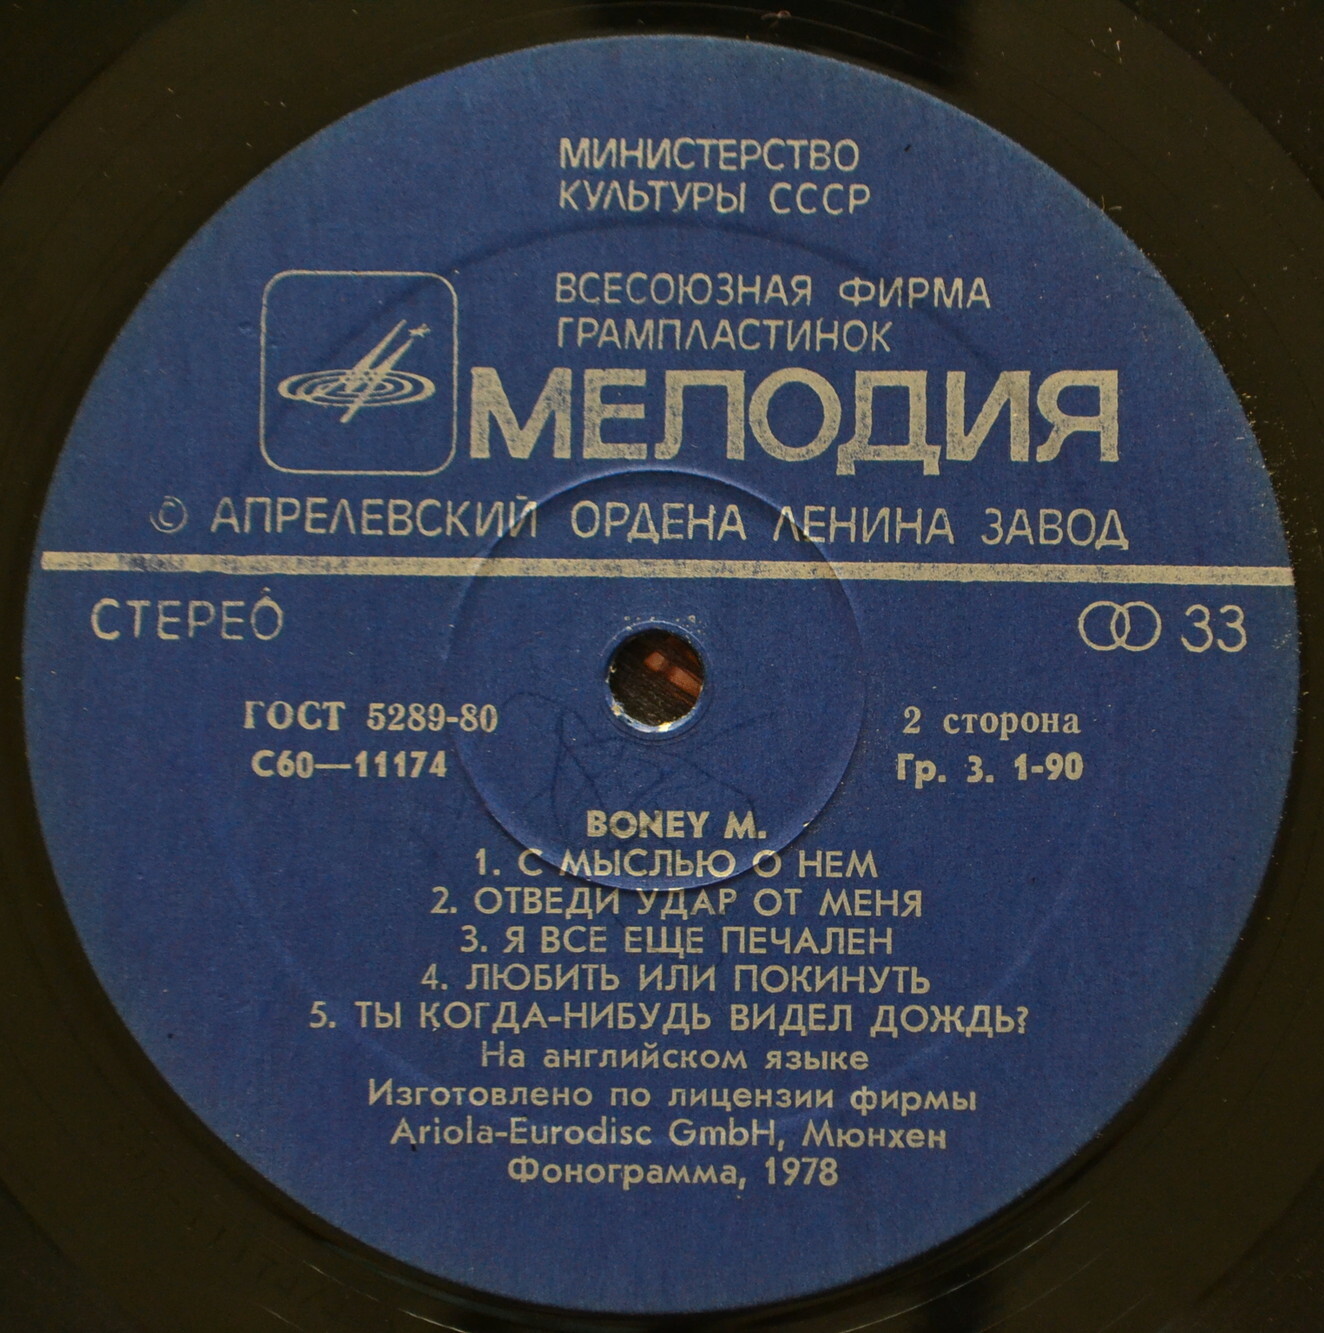 МИНИСТЕРСТВО
КУЛЬТУРЫ СССР
ВСЕСОЮЗНАЯ ФИРМА
ГРАМПЛАСТИНОК
МЕЛОДИЯ
© АПРЕЛЕВСКИЙ ОРДЕНА ЛЕНИНА ЗАВОД
СТЕРЕО
33
ГОСТ 5289-80
С60—11174
2 сторона
Гр. 3. 1-90
BONEY M.
1. С МЫСЛЬЮ О НЕМ
2. ОТВЕДИ УДАР ОТ МЕНЯ
3. Я ВСЕ ЕЩЕ ПЕЧАЛЕН
4. ЛЮБИТЬ ИЛИ ПОКИНУТЬ
5. ТЫ КОГДА-НИБУДЬ ВИДЕЛ ДОЖДЬ?
На английском языке
Изготовлено по лицензии фирмы
Ariola-Eurodisc GmbH, Мюнхен
Фонограмма, 1978